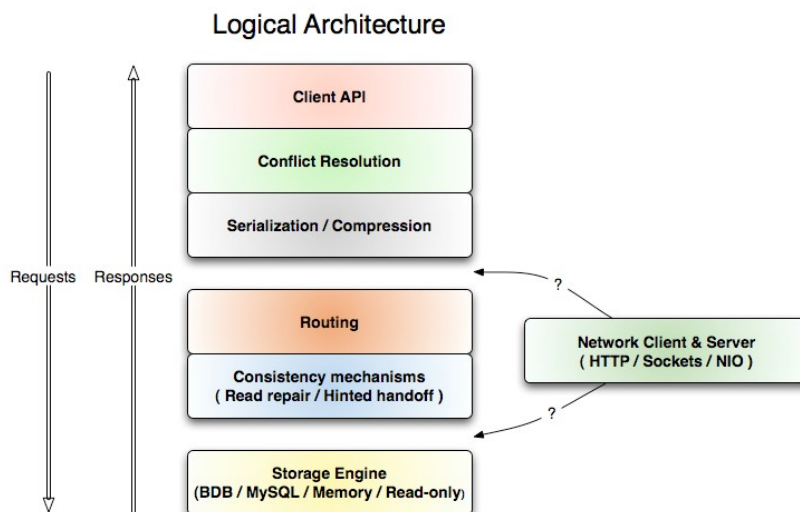 Logical Architecture
Client API
Conflict Resolution
Serialization / Compression
Requests
Responses
?
Routing
Network Client & Server
( HTTP / Sockets / NIO )
Consistency mechanisms
( Read repair / Hinted handoff )
?
Storage Engine
(BDB / MySQL / Memory / Read-only)